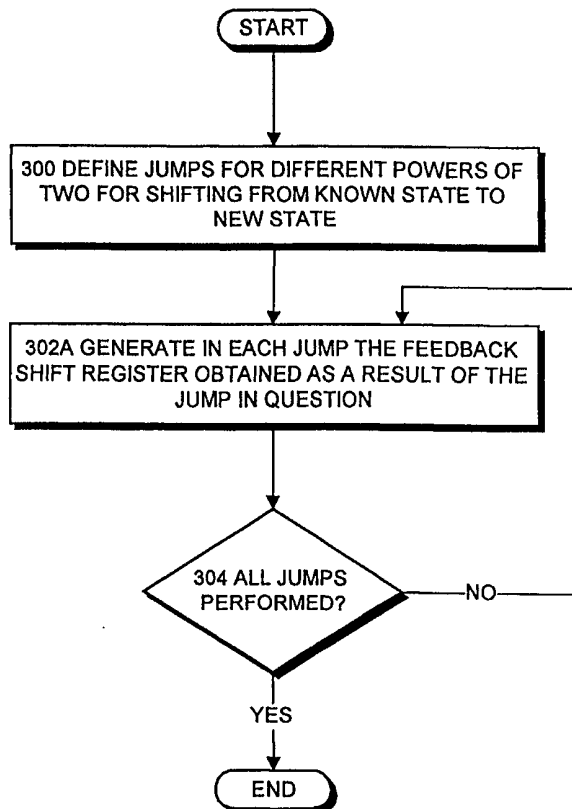 START
300 DEFINE JUMPS FOR DIFFERENT POWERS OF
TWO FOR SHIFTING FROM KNOWN STATE TO
NEW STATE
302A GENERATE IN EACH JUMP THE FEEDBACK
SHIFT REGISTER OBTAINED AS A RESULT OF THE
JUMP IN QUESTION
304 ALL JUMPS
PERFORMED?
NO
YES
END